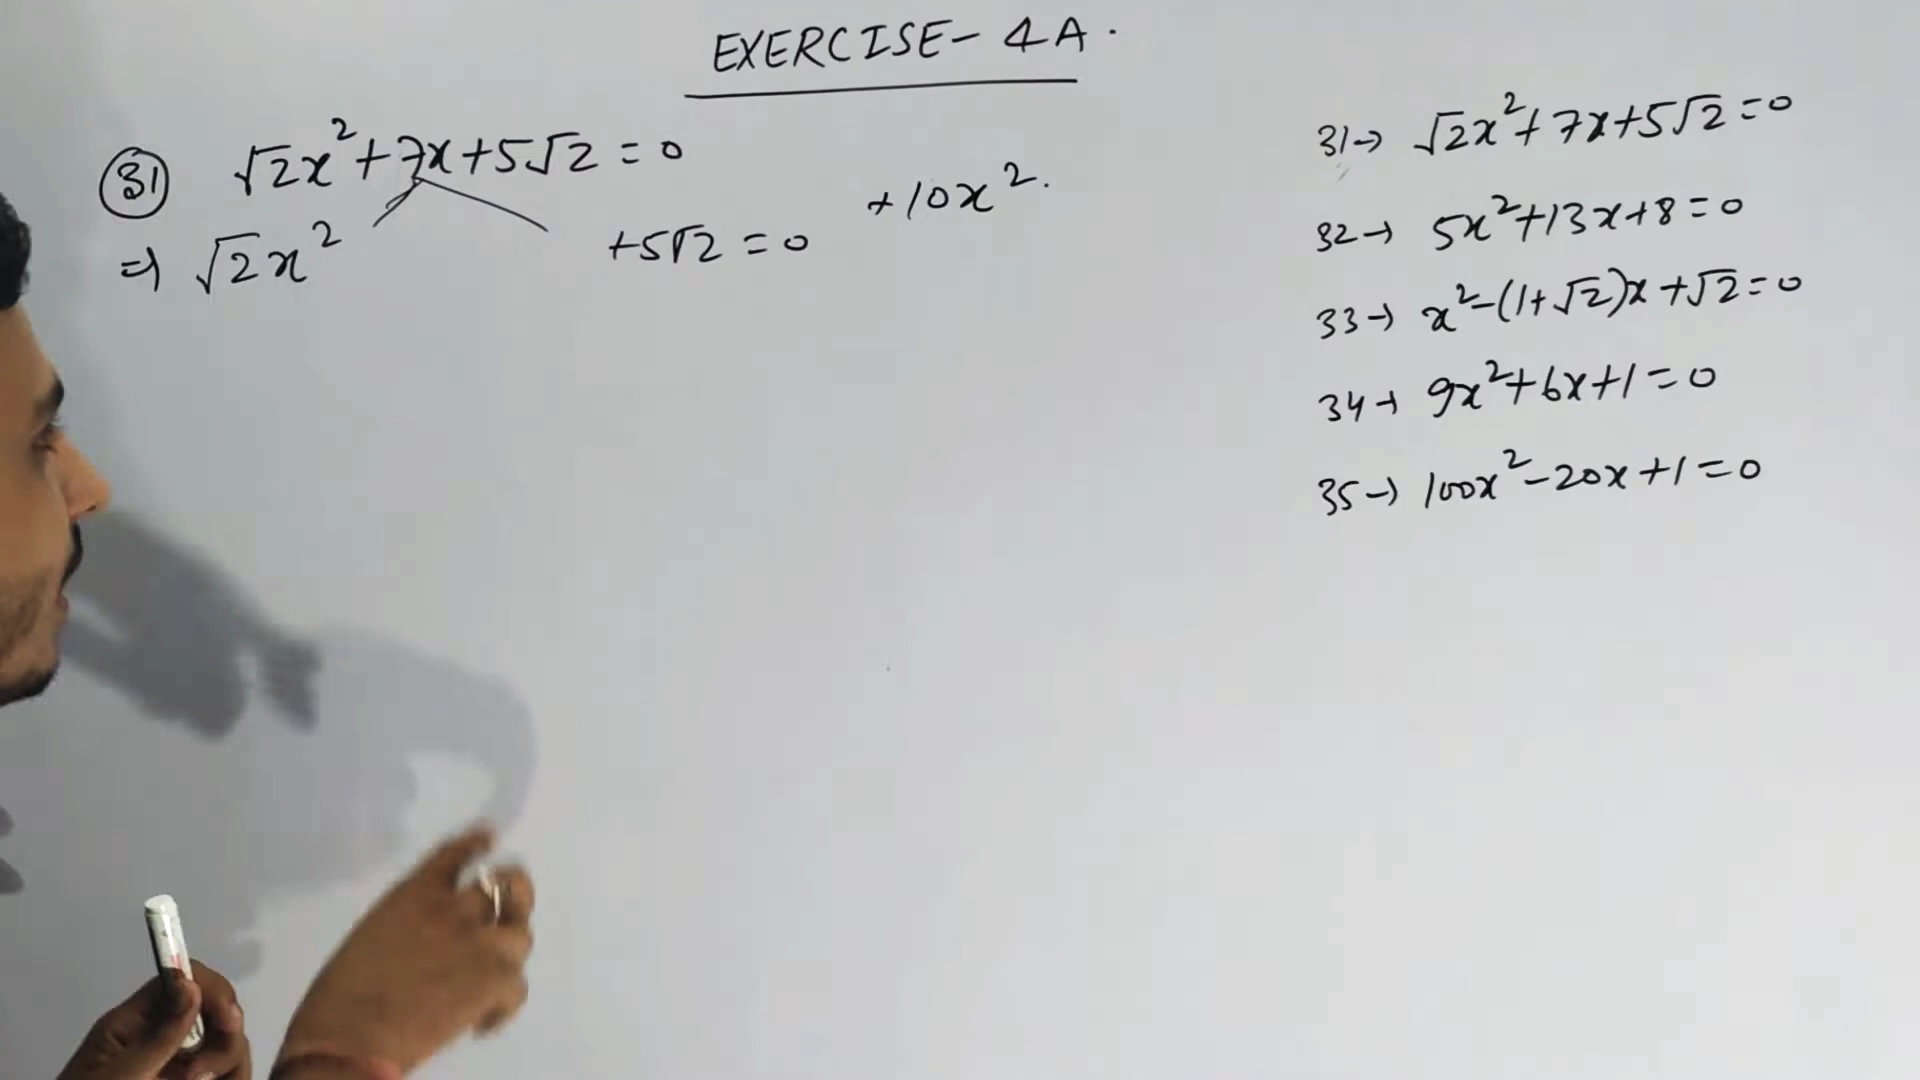 EXERCISE- 4A.
31 √2x²+7x+5√2=0
⇒ √2x² +5√2=0
+10x².
31→ √2x²+7x+5√2=0
32→ 5x²+13x+8=0
33→ x²-(1+√2)x+√2=0
34→ 9x²+6x+1=0
35→ 100x²-20x+1=0